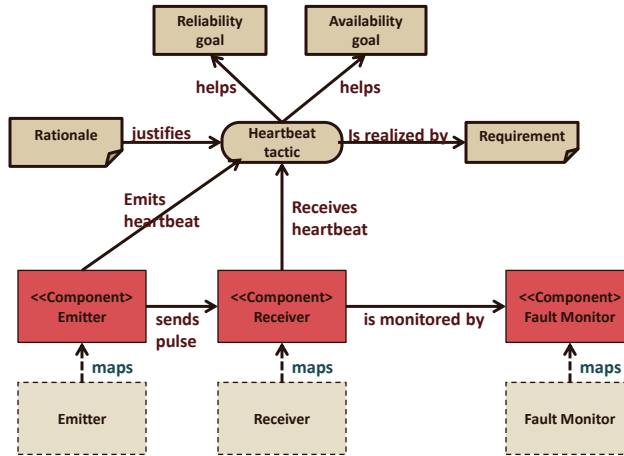 Reliability
goal
Availability
goal
helps
helps
Rationale
justifies
Heartbeat
tactic
Is realized by
Requirement
Emits
heartbeat
Receives
heartbeat
<<Component>
Emitter
sends
pulse
<<Component>
Receiver
is monitored by
<<Component>
Fault Monitor
maps
maps
maps
Emitter
Receiver
Fault Monitor